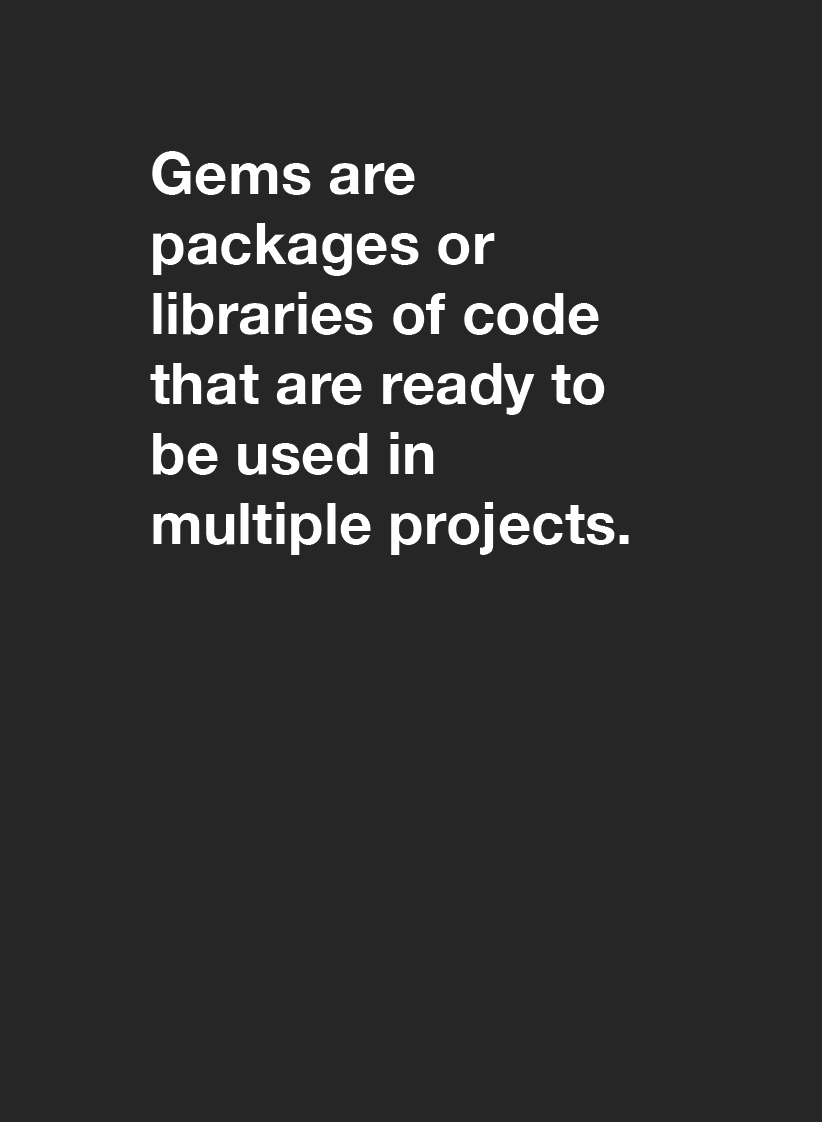 Gems are
packages or
libraries of code
that are ready to
be used in
multiple projects.